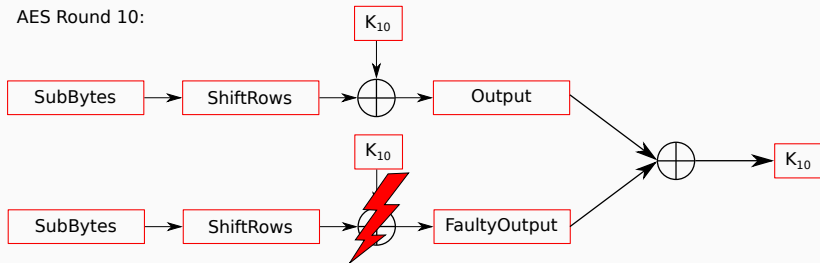 AES Round 10:
K10
SubBytes
ShiftRows
Output
K10
K10
SubBytes
ShiftRows
FaultyOutput